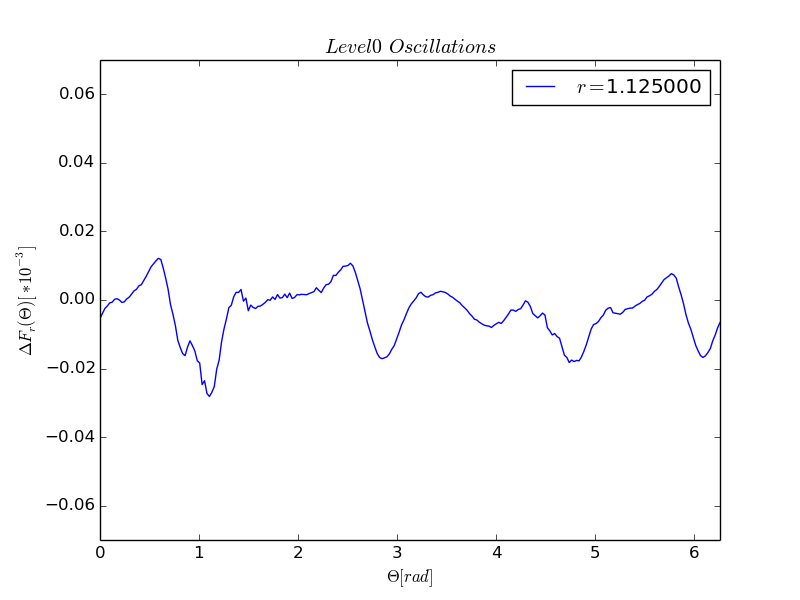 Level0 Oscillations
r=1.125000
ΔF_r(Θ)[*10^{-3}]
0.06
0.04
0.02
0.00
−0.02
−0.04
−0.06
0 1 2 3 4 5 6
Θ[rad]